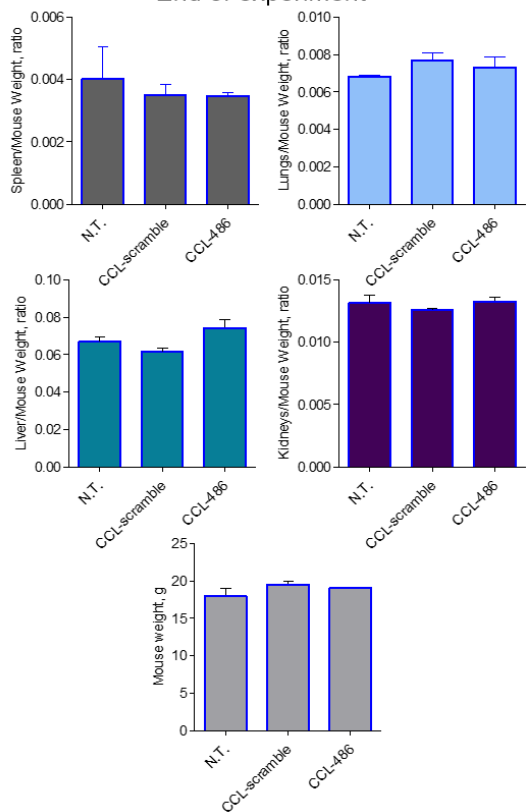 End of experiment
Spleen/Mouse Weight, ratio
0.006
0.004
0.002
0.000
N.T.
CCL-scramble
CCL-486
Lungs/Mouse Weight, ratio
0.010
0.008
0.006
0.004
0.002
0.000
N.T.
CCL-scramble
CCL-486
Liver/Mouse Weight, ratio
0.10
0.08
0.06
0.04
0.02
0.00
N.T.
CCL-scramble
CCL-486
Kidneys/Mouse Weight, ratio
0.015
0.010
0.005
0.000
N.T.
CCL-scramble
CCL-486
Mouse weight, g
25
20
15
10
5
0
N.T.
CCL-scramble
CCL-486